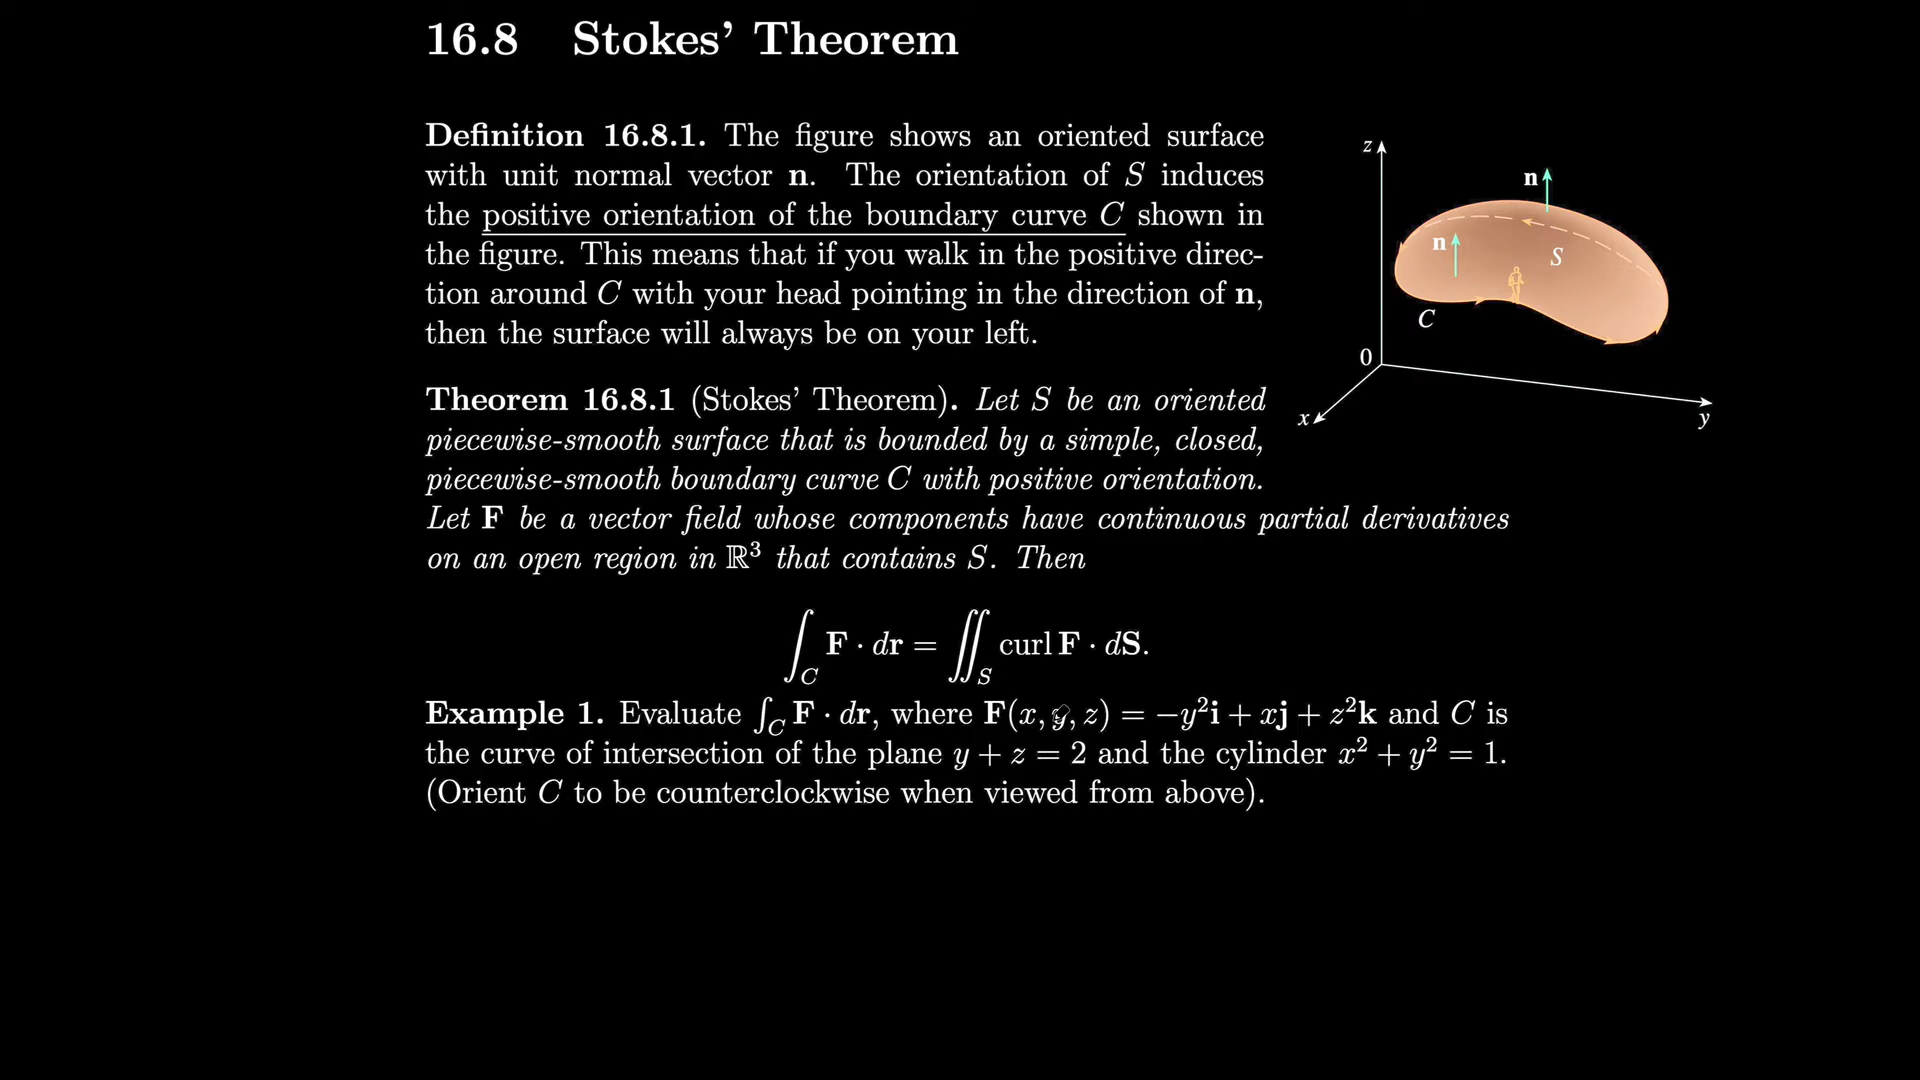 16.8 Stokes' Theorem
Definition 16.8.1. The figure shows an oriented surface
with unit normal vector n. The orientation of S induces
the positive orientation of the boundary curve C shown in
the figure. This means that if you walk in the positive direc-
tion around C with your head pointing in the direction of n,
then the surface will always be on your left.
z
n
n
S
C
0
x
y
Theorem 16.8.1 (Stokes' Theorem). Let S be an oriented
piecewise-smooth surface that is bounded by a simple, closed,
piecewise-smooth boundary curve C with positive orientation.
Let F be a vector field whose components have continuous partial derivatives
on an open region in ℝ³ that contains S. Then
∫_C F · dr = ∬_S curl F · dS.
Example 1. Evaluate ∫_C F · dr, where F(x, y, z) = −y²i + xj + z²k and C is
the curve of intersection of the plane y + z = 2 and the cylinder x² + y² = 1.
(Orient C to be counterclockwise when viewed from above).